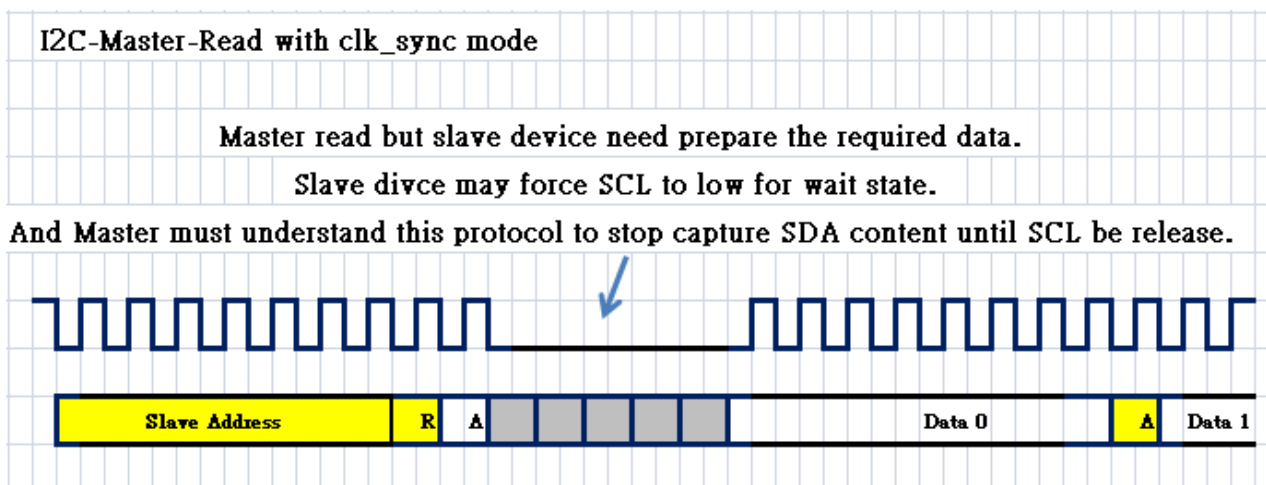 I2C-Master-Read with clk_sync mode
Master read but slave device need prepare the required data.
Slave divce may force SCL to low for wait state.
And Master must understand this protocol to stop capture SDA content until SCL be release.
Slave Address R A Data 0 A Data 1